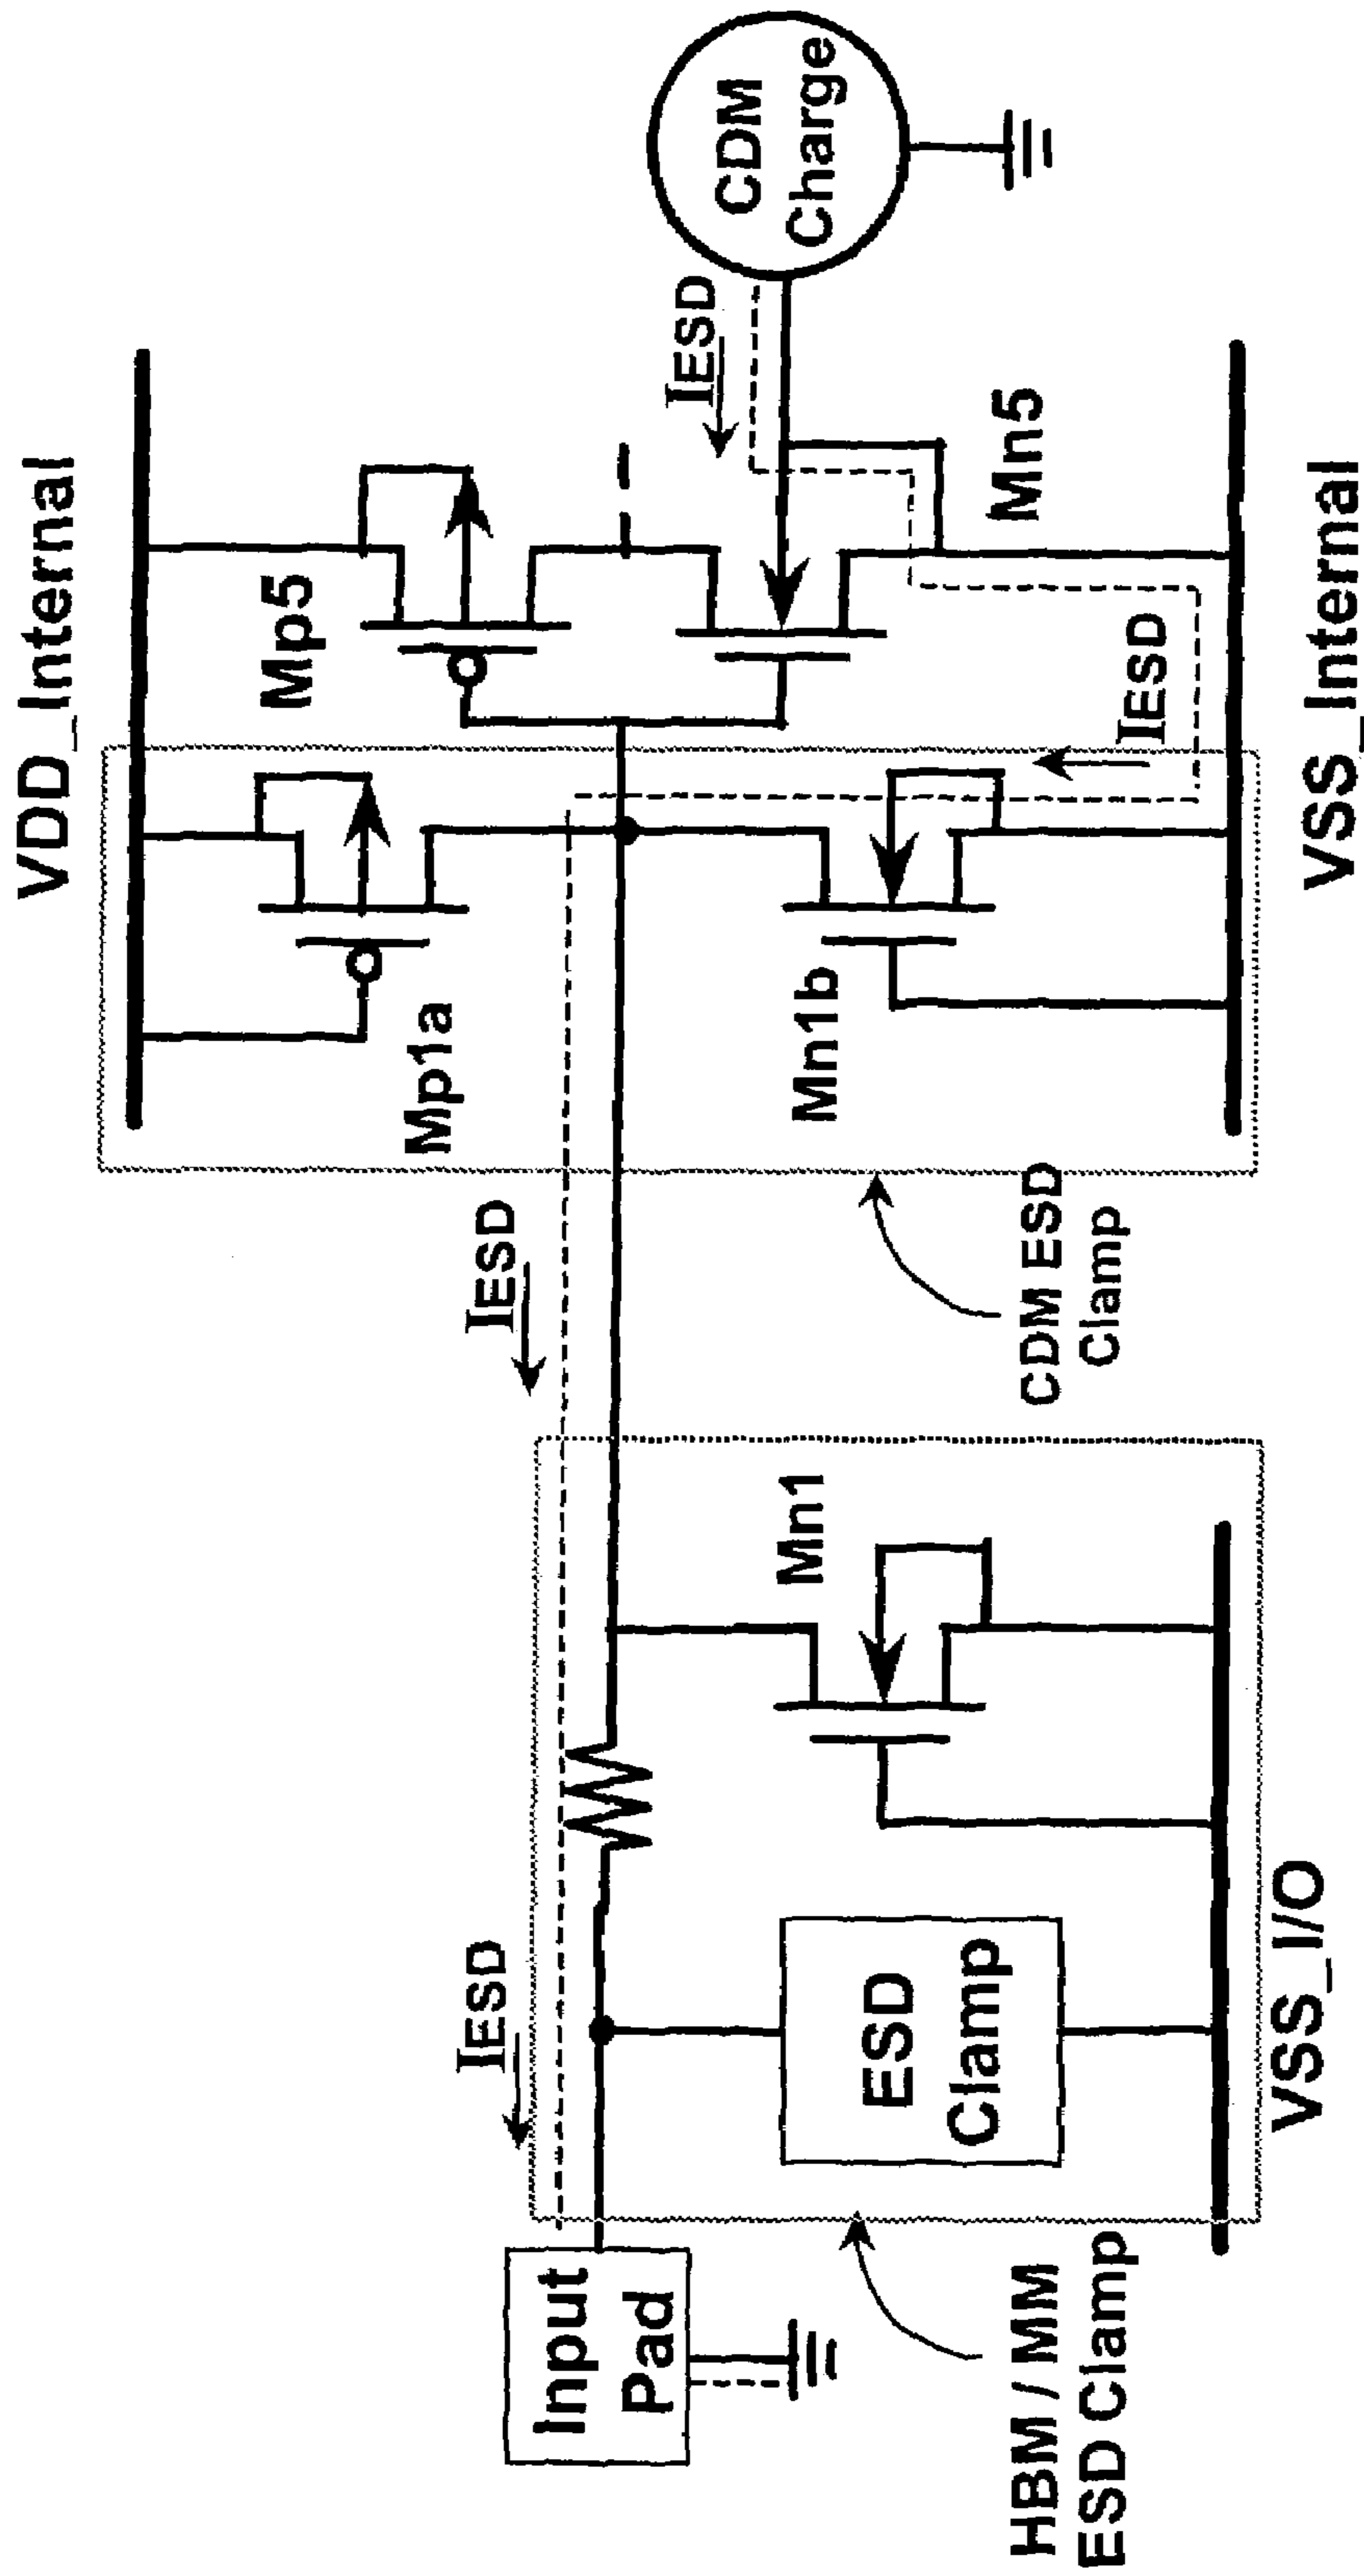 VDD_Internal
Mp5
Mp1a
IESD
CDM
Charge
Mn5
IESD
VSS_Internal
Mn1b
IESD
CDM ESD
Clamp
Mn1
IESD
ESD
Clamp
VSS_I/O
Input
Pad
HBM / MM
ESD Clamp